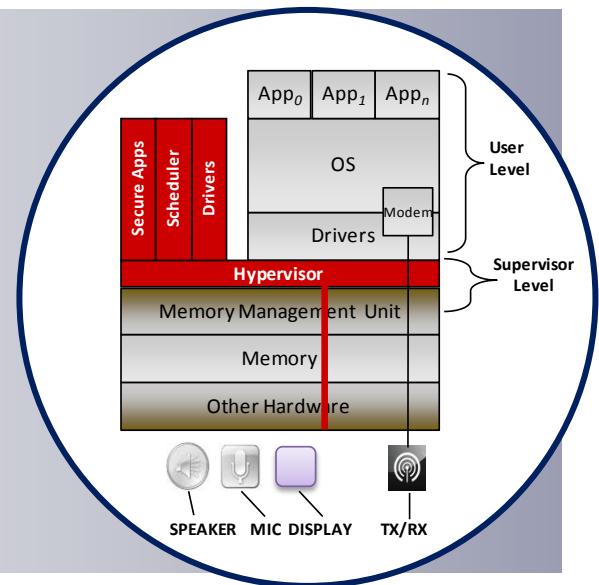 App0 App1 App𝑛
Secure Apps
Scheduler
Drivers
OS
User
Level
Modem
Drivers
Hypervisor
Supervisor
Level
Memory Management Unit
Memory
Other Hardware
SPEAKER MIC DISPLAY TX/RX